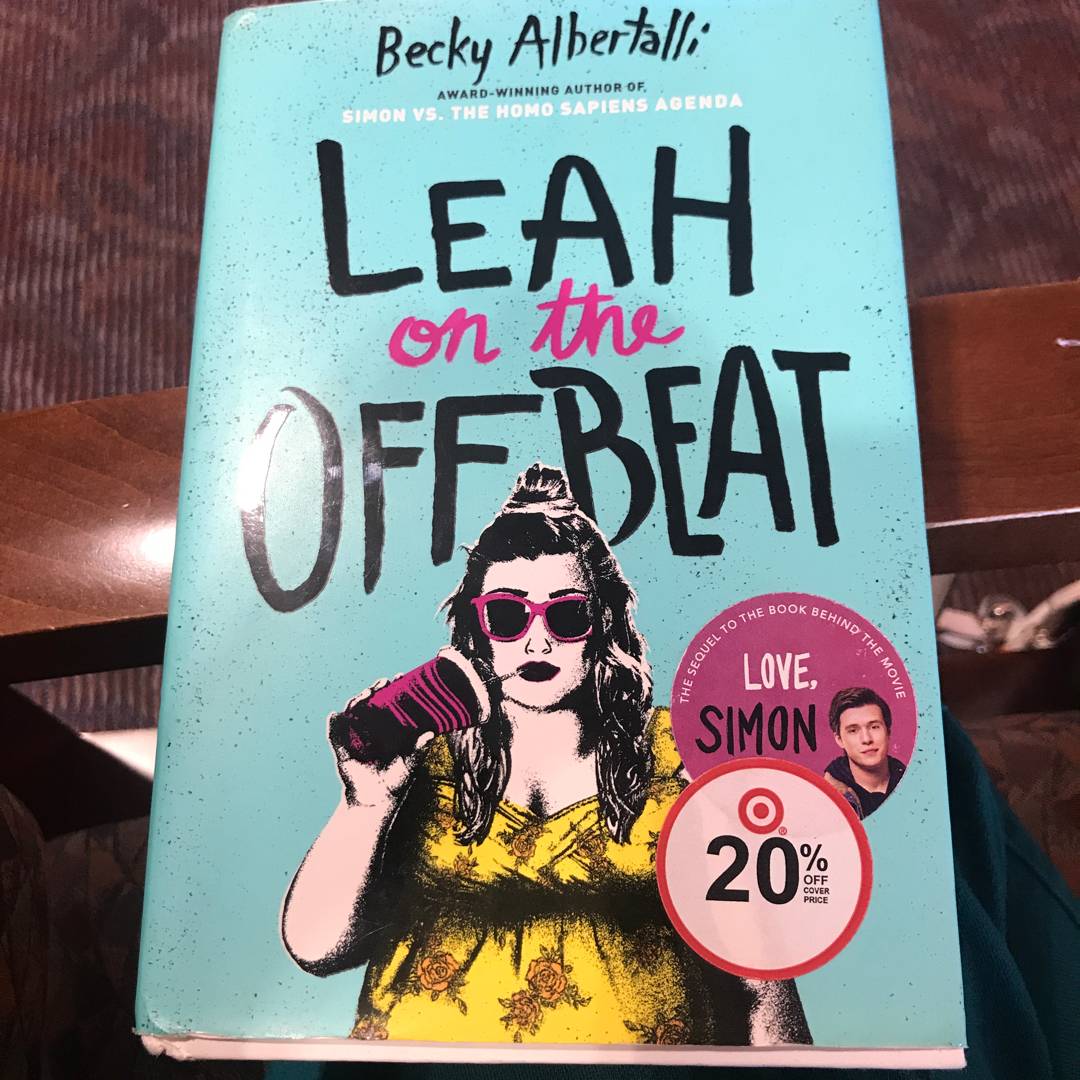 Becky Albertalli
AWARD-WINNING AUTHOR OF
SIMON VS. THE HOMO SAPIENS AGENDA
LEAH
on the
OFFBEAT
THE SEQUEL TO THE BOOK BEHIND THE MOVIE
LOVE,
SIMON
20%
OFF
COVER
PRICE